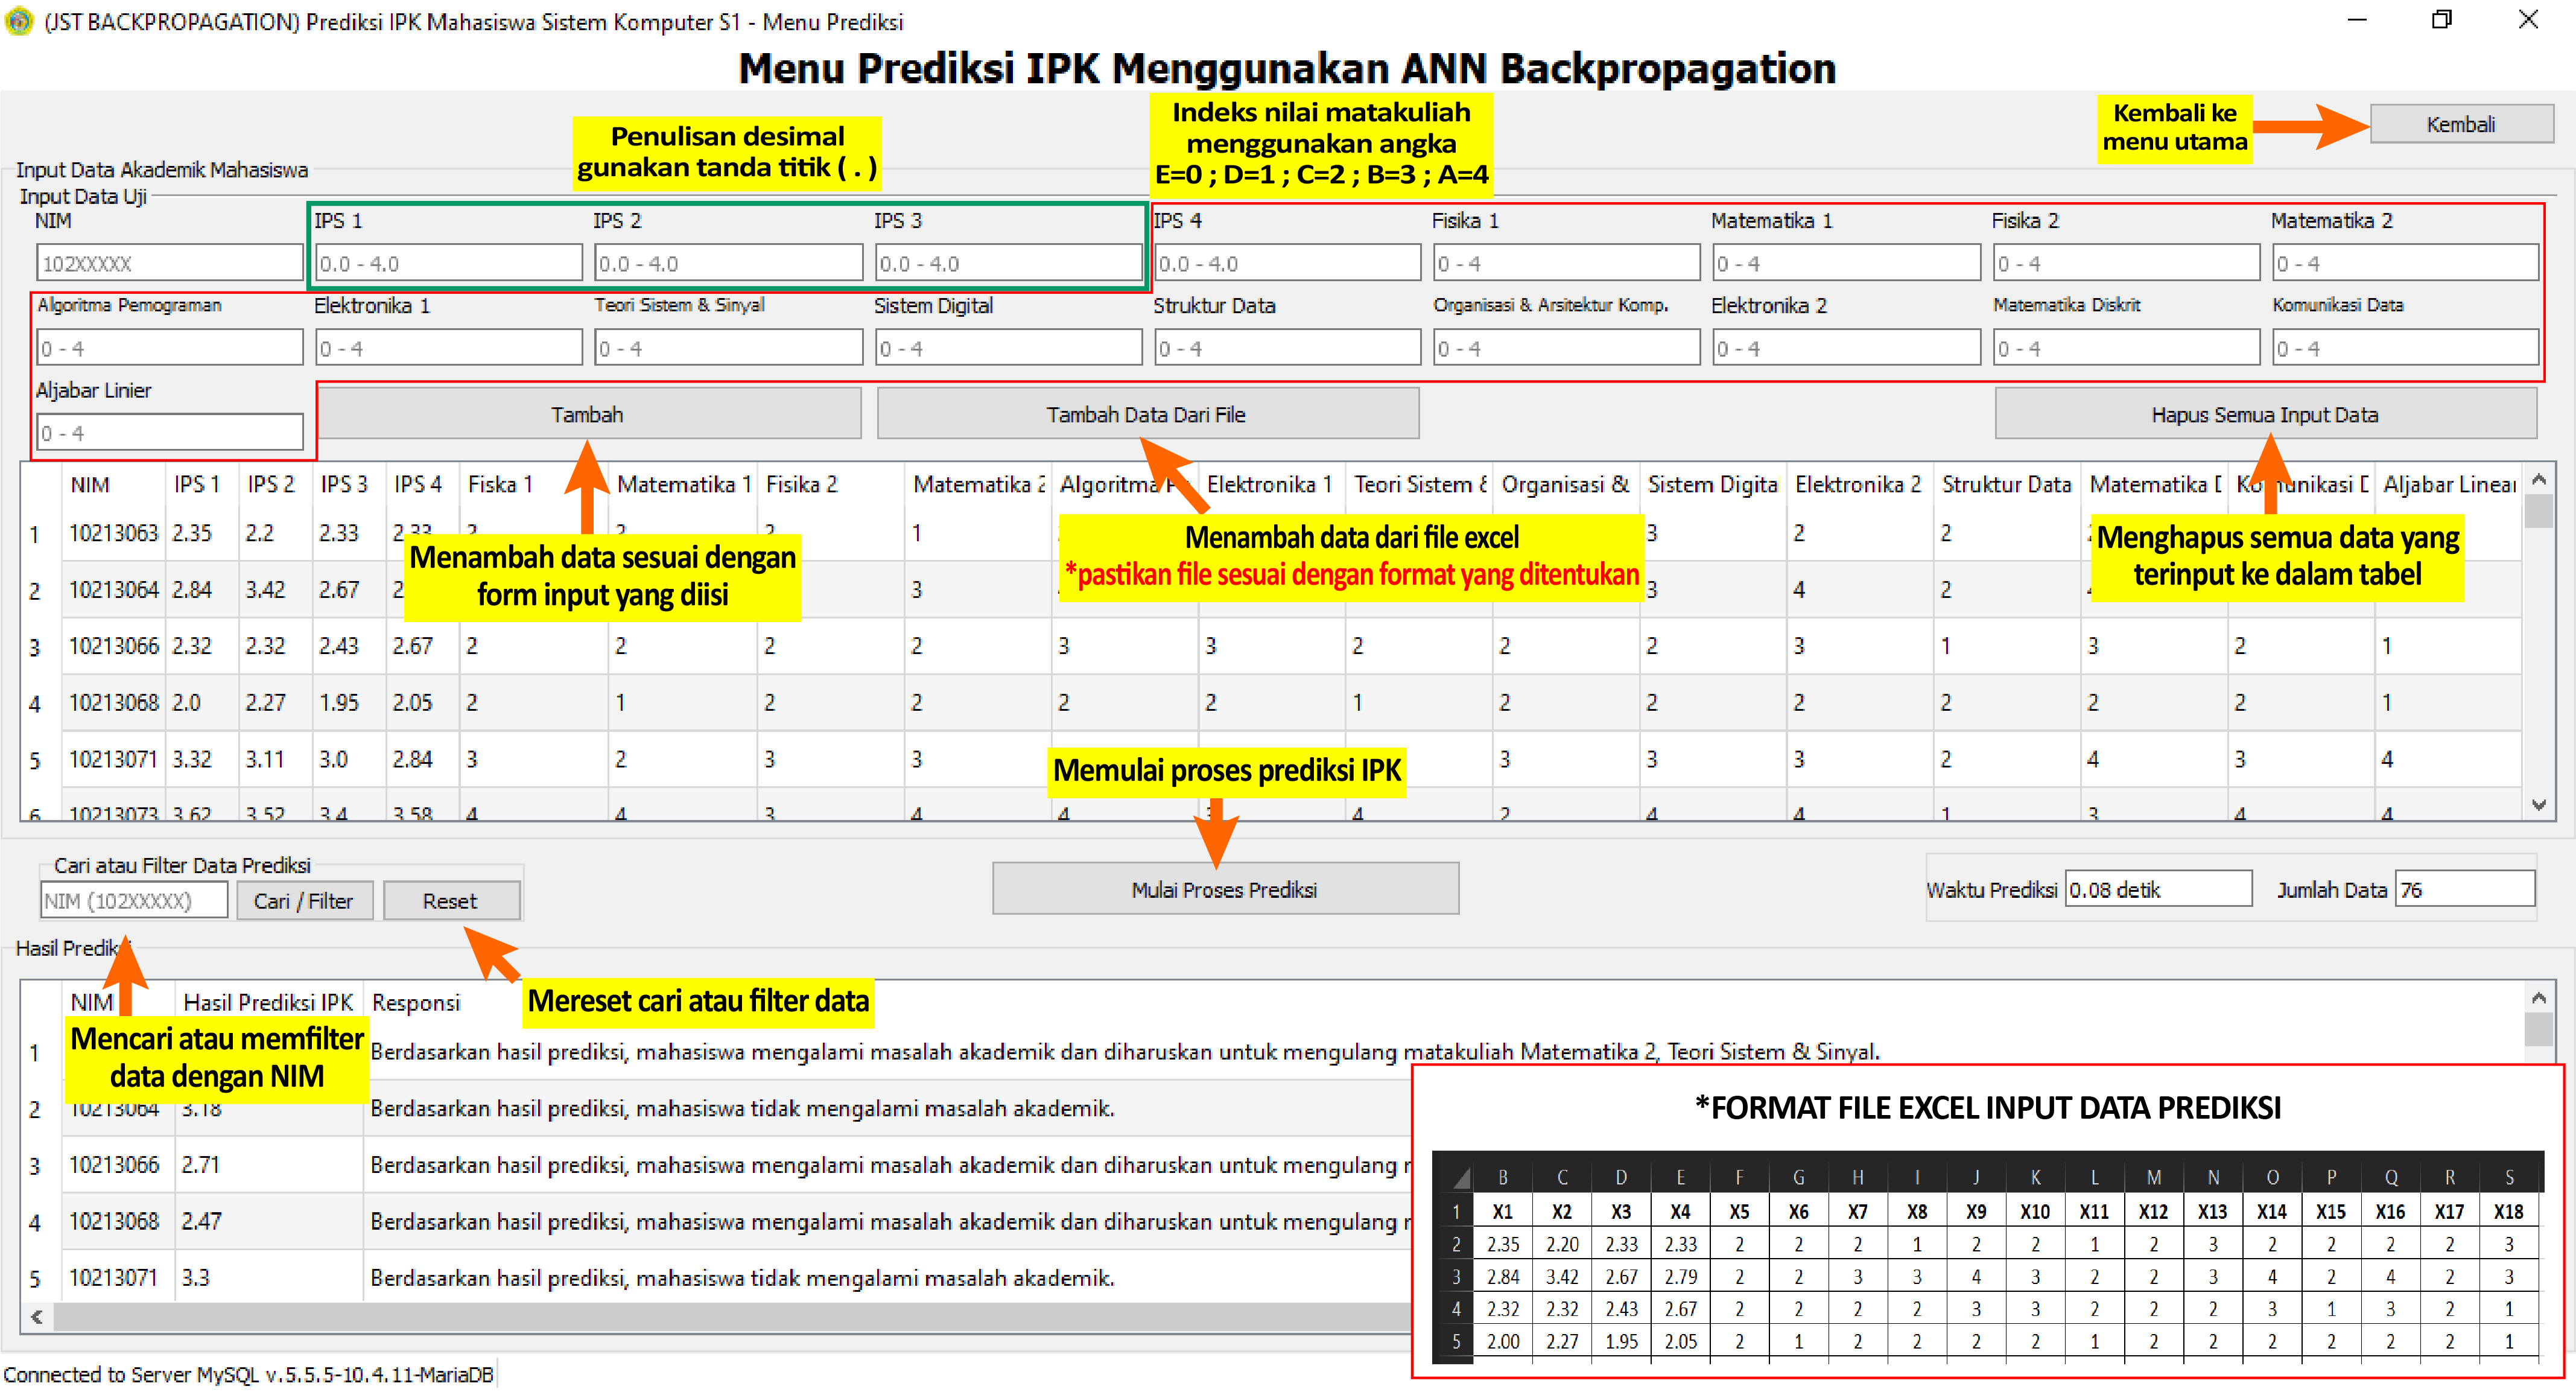 (JST BACKPROPAGATION) Prediksi IPK Mahasiswa Sistem Komputer S1 - Menu Prediksi
Menu Prediksi IPK Menggunakan ANN Backpropagation
Penulisan desimal
gunakan tanda titik ( . )
Indeks nilai matakuliah
menggunakan angka
E=0 ; D=1 ; C=2 ; B=3 ; A=4
Kembali ke
menu utama
Kembali
Input Data Akademik Mahasiswa
Input Data Uji
NIM IPS 1 IPS 2 IPS 3 IPS 4 Fisika 1 Matematika 1 Fisika 2 Matematika 2
102XXXXX 0.0 - 4.0 0.0 - 4.0 0.0 - 4.0 0.0 - 4.0 0 - 4 0 - 4 0 - 4 0 - 4
Algoritma Pemograman Elektronika 1 Teori Sistem & Sinyal Sistem Digital Struktur Data Organisasi & Arsitektur Komp. Elektronika 2 Matematika Diskrit Komunikasi Data
0 - 4 0 - 4 0 - 4 0 - 4 0 - 4 0 - 4 0 - 4 0 - 4 0 - 4
Aljabar Linier
0 - 4
Tambah Tambah Data Dari File Hapus Semua Input Data
NIM IPS 1 IPS 2 IPS 3 IPS 4 Fiska 1 Matematika 1 Fisika 2 Matematika 2 Algoritma Elektronika 1 Teori Sistem & Organisasi & Sistem Digita Elektronika 2 Struktur Data Matematika D Komunikasi D Aljabar Linear
1 10213063 2.35 2.2 2.33 2.33 2 2 2 1 3 2 2
2 10213064 2.84 3.42 2.67 3 3 4 2
3 10213066 2.32 2.32 2.43 2.67 2 2 2 2 3 3 2 2 2 3 1 3 2 1
4 10213068 2.0 2.27 1.95 2.05 2 1 2 2 2 2 1 2 2 2 2 2 2 1
5 10213071 3.32 3.11 3.0 2.84 3 2 3 3 3 3 3 2 4 3 4
6 10213073 3.62 3.52 3.4 3.58 4 4 3 4 4 3 4 2 4 4 1 3 4 4
Menambah data sesuai dengan
form input yang diisi
Menambah data dari file excel
*pastikan file sesuai dengan format yang ditentukan
Menghapus semua data yang
terinput ke dalam tabel
Memulai proses prediksi IPK
Cari atau Filter Data Prediksi
NIM (102XXXXX) Cari / Filter Reset
Mulai Proses Prediksi
Waktu Prediksi 0.08 detik Jumlah Data 76
Hasil Prediksi
NIM Hasil Prediksi IPK Responsi
Mereset cari atau filter data
Mencari atau memfilter
data dengan NIM
1 Berdasarkan hasil prediksi, mahasiswa mengalami masalah akademik dan diharuskan untuk mengulang matakuliah Matematika 2, Teori Sistem & Sinyal.
2 10213064 3.18 Berdasarkan hasil prediksi, mahasiswa tidak mengalami masalah akademik.
3 10213066 2.71 Berdasarkan hasil prediksi, mahasiswa mengalami masalah akademik dan diharuskan untuk mengulang
4 10213068 2.47 Berdasarkan hasil prediksi, mahasiswa mengalami masalah akademik dan diharuskan untuk mengulang
5 10213071 3.3 Berdasarkan hasil prediksi, mahasiswa tidak mengalami masalah akademik.
*FORMAT FILE EXCEL INPUT DATA PREDIKSI
B C D E F G H I J K L M N O P Q R S
1 X1 X2 X3 X4 X5 X6 X7 X8 X9 X10 X11 X12 X13 X14 X15 X16 X17 X18
2 2.35 2.20 2.33 2.33 2 2 2 1 2 2 1 2 3 2 2 2 2 3
3 2.84 3.42 2.67 2.79 2 2 3 3 4 3 2 2 3 4 2 4 2 3
4 2.32 2.32 2.43 2.67 2 2 2 2 3 3 2 2 2 3 1 3 2 1
5 2.00 2.27 1.95 2.05 2 1 2 2 2 2 1 2 2 2 2 2 2 1
Connected to Server MySQL v.5.5.5-10.4.11-MariaDB